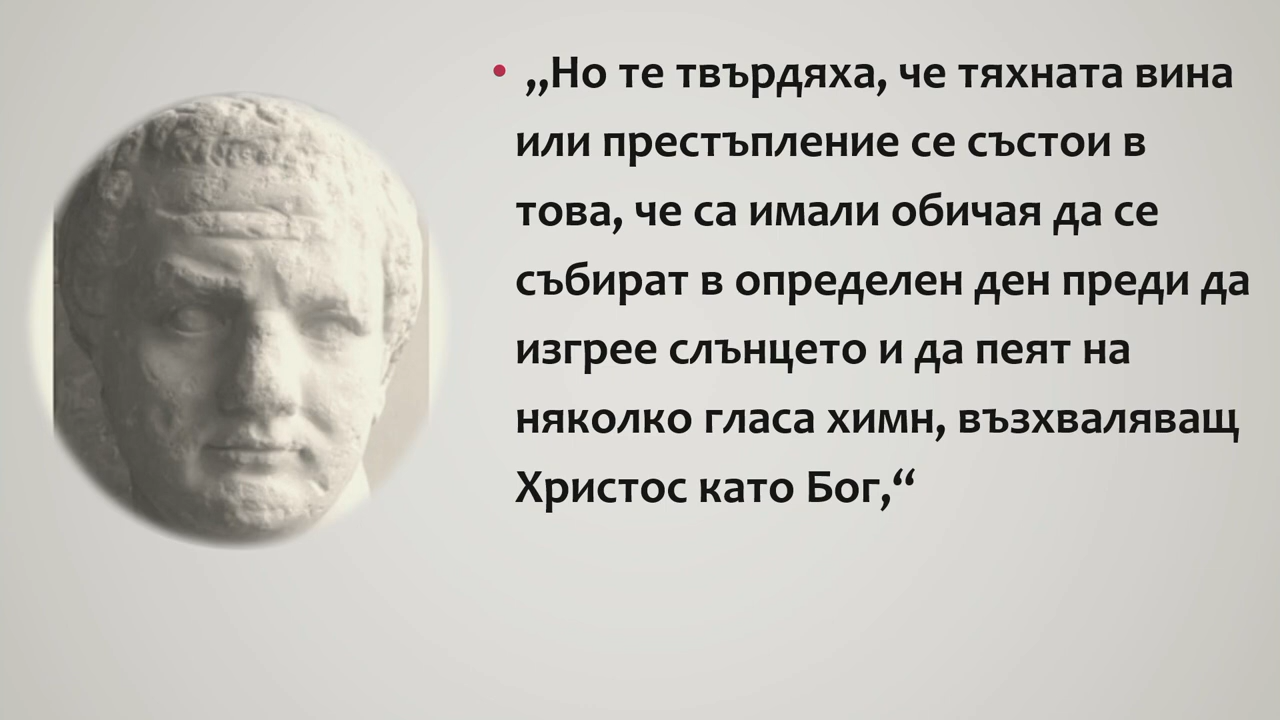 • „Но те твърдяха, че тяхната вина
или престъпление се състои в
това, че са имали обичая да се
събират в определен ден преди да
изгрее слънцето и да пеят на
няколко гласа химн, възхваляващ
Христос като Бог,“